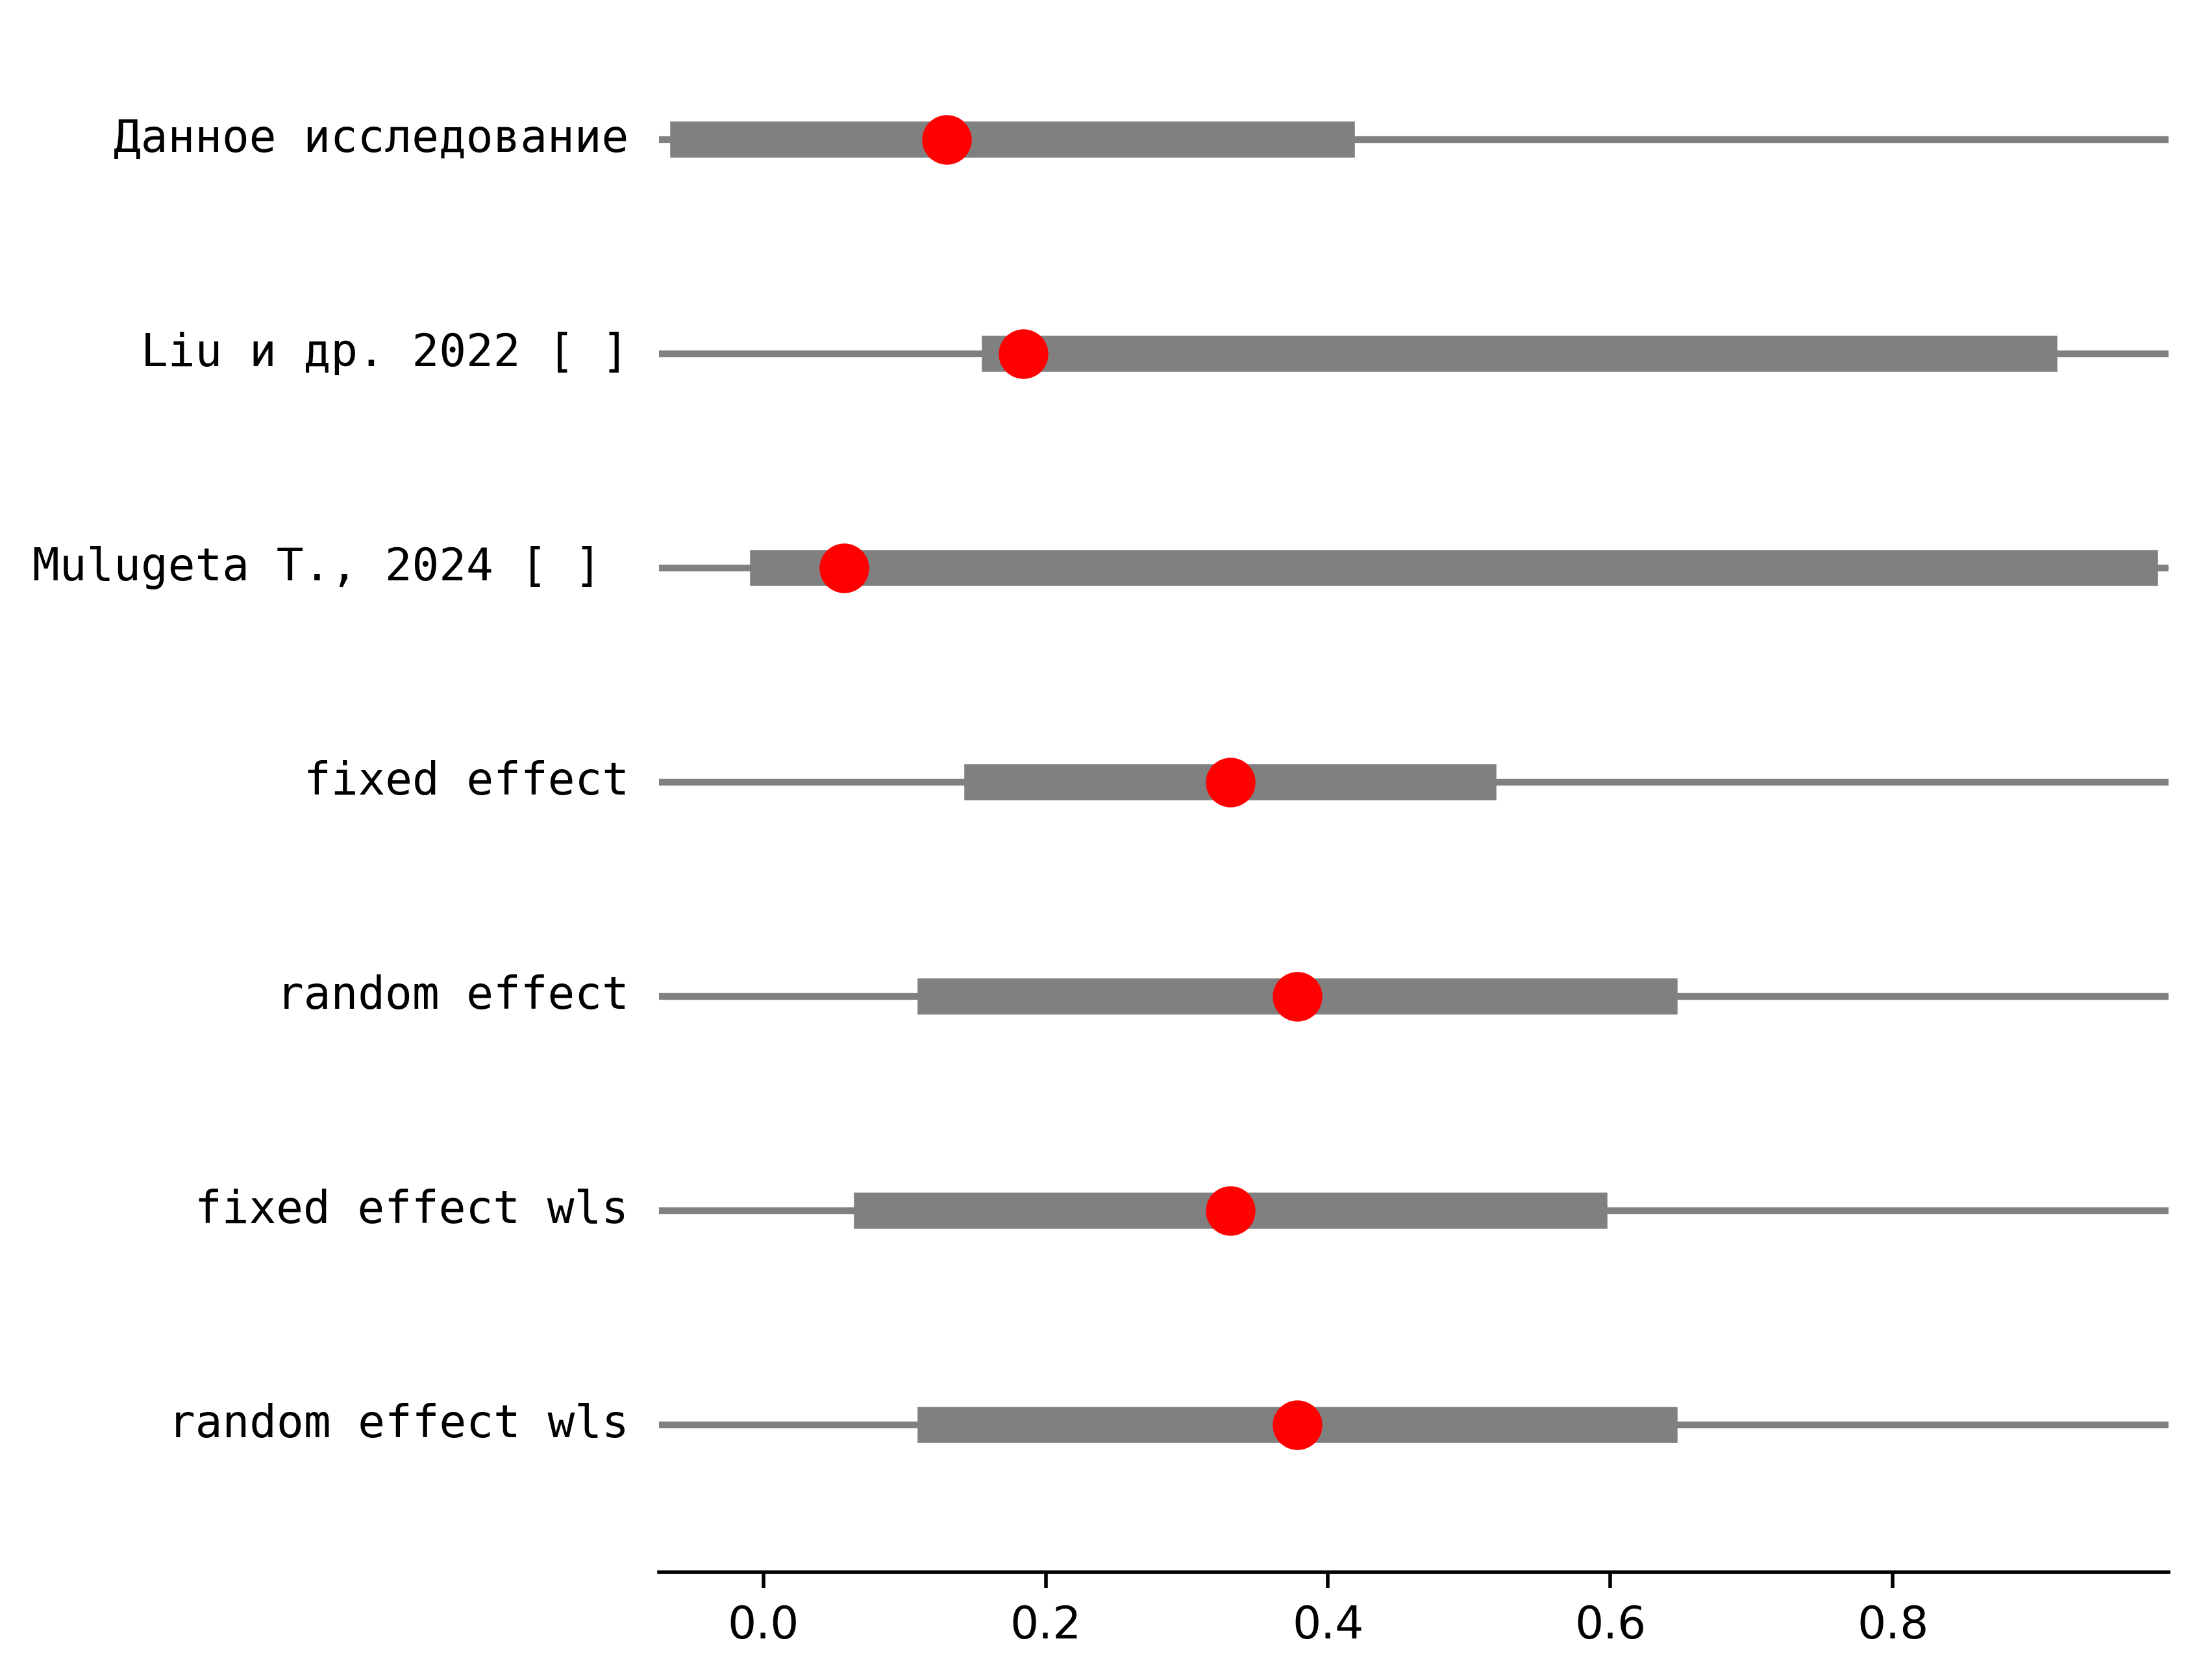 Данное исследование
Liu и др. 2022 [ ]
Mulugeta T., 2024 [ ]
fixed effect
random effect
fixed effect wls
random effect wls
0.0 0.2 0.4 0.6 0.8